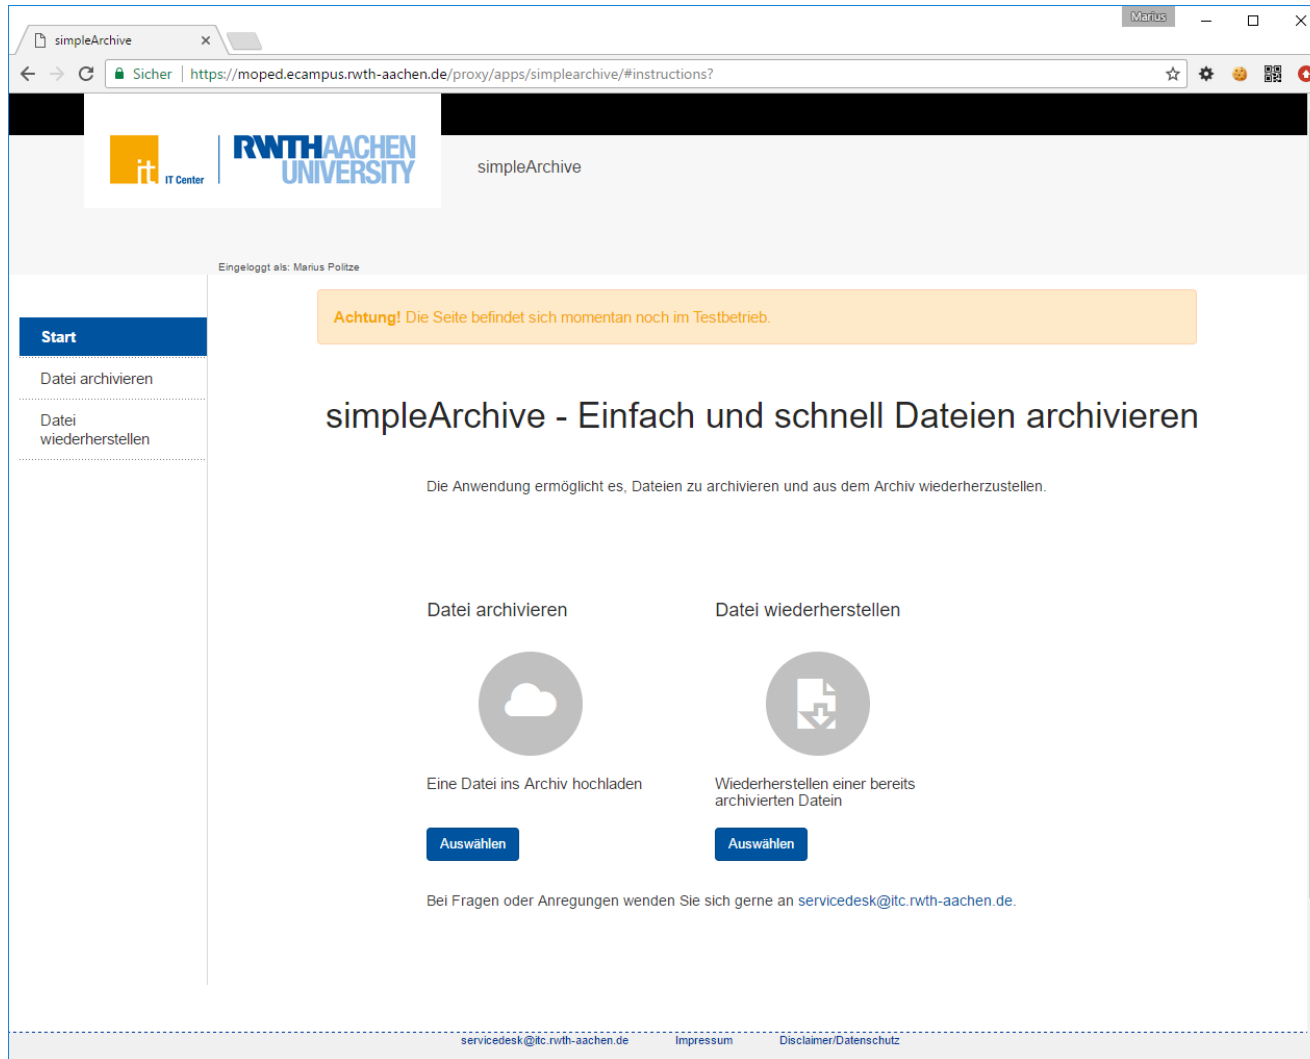 Marius
simpleArchive
Sicher | https://moped.ecampus.rwth-aachen.de/proxy/apps/simplearchive/#instructions?
it IT Center
RWTHAACHEN
UNIVERSITY
simpleArchive
Eingeloggt als: Marius Politze
Achtung! Die Seite befindet sich momentan noch im Testbetrieb.
Start
Datei archivieren
Datei
wiederherstellen
simpleArchive - Einfach und schnell Dateien archivieren
Die Anwendung ermöglicht es, Dateien zu archivieren und aus dem Archiv wiederherzustellen.
Datei archivieren
Datei wiederherstellen
Eine Datei ins Archiv hochladen
Wiederherstellen einer bereits
archivierten Datein
Auswählen
Auswählen
Bei Fragen oder Anregungen wenden Sie sich gerne an servicedesk@itc.rwth-aachen.de.
servicedesk@itc.rwth-aachen.de Impressum Disclaimer/Datenschutz